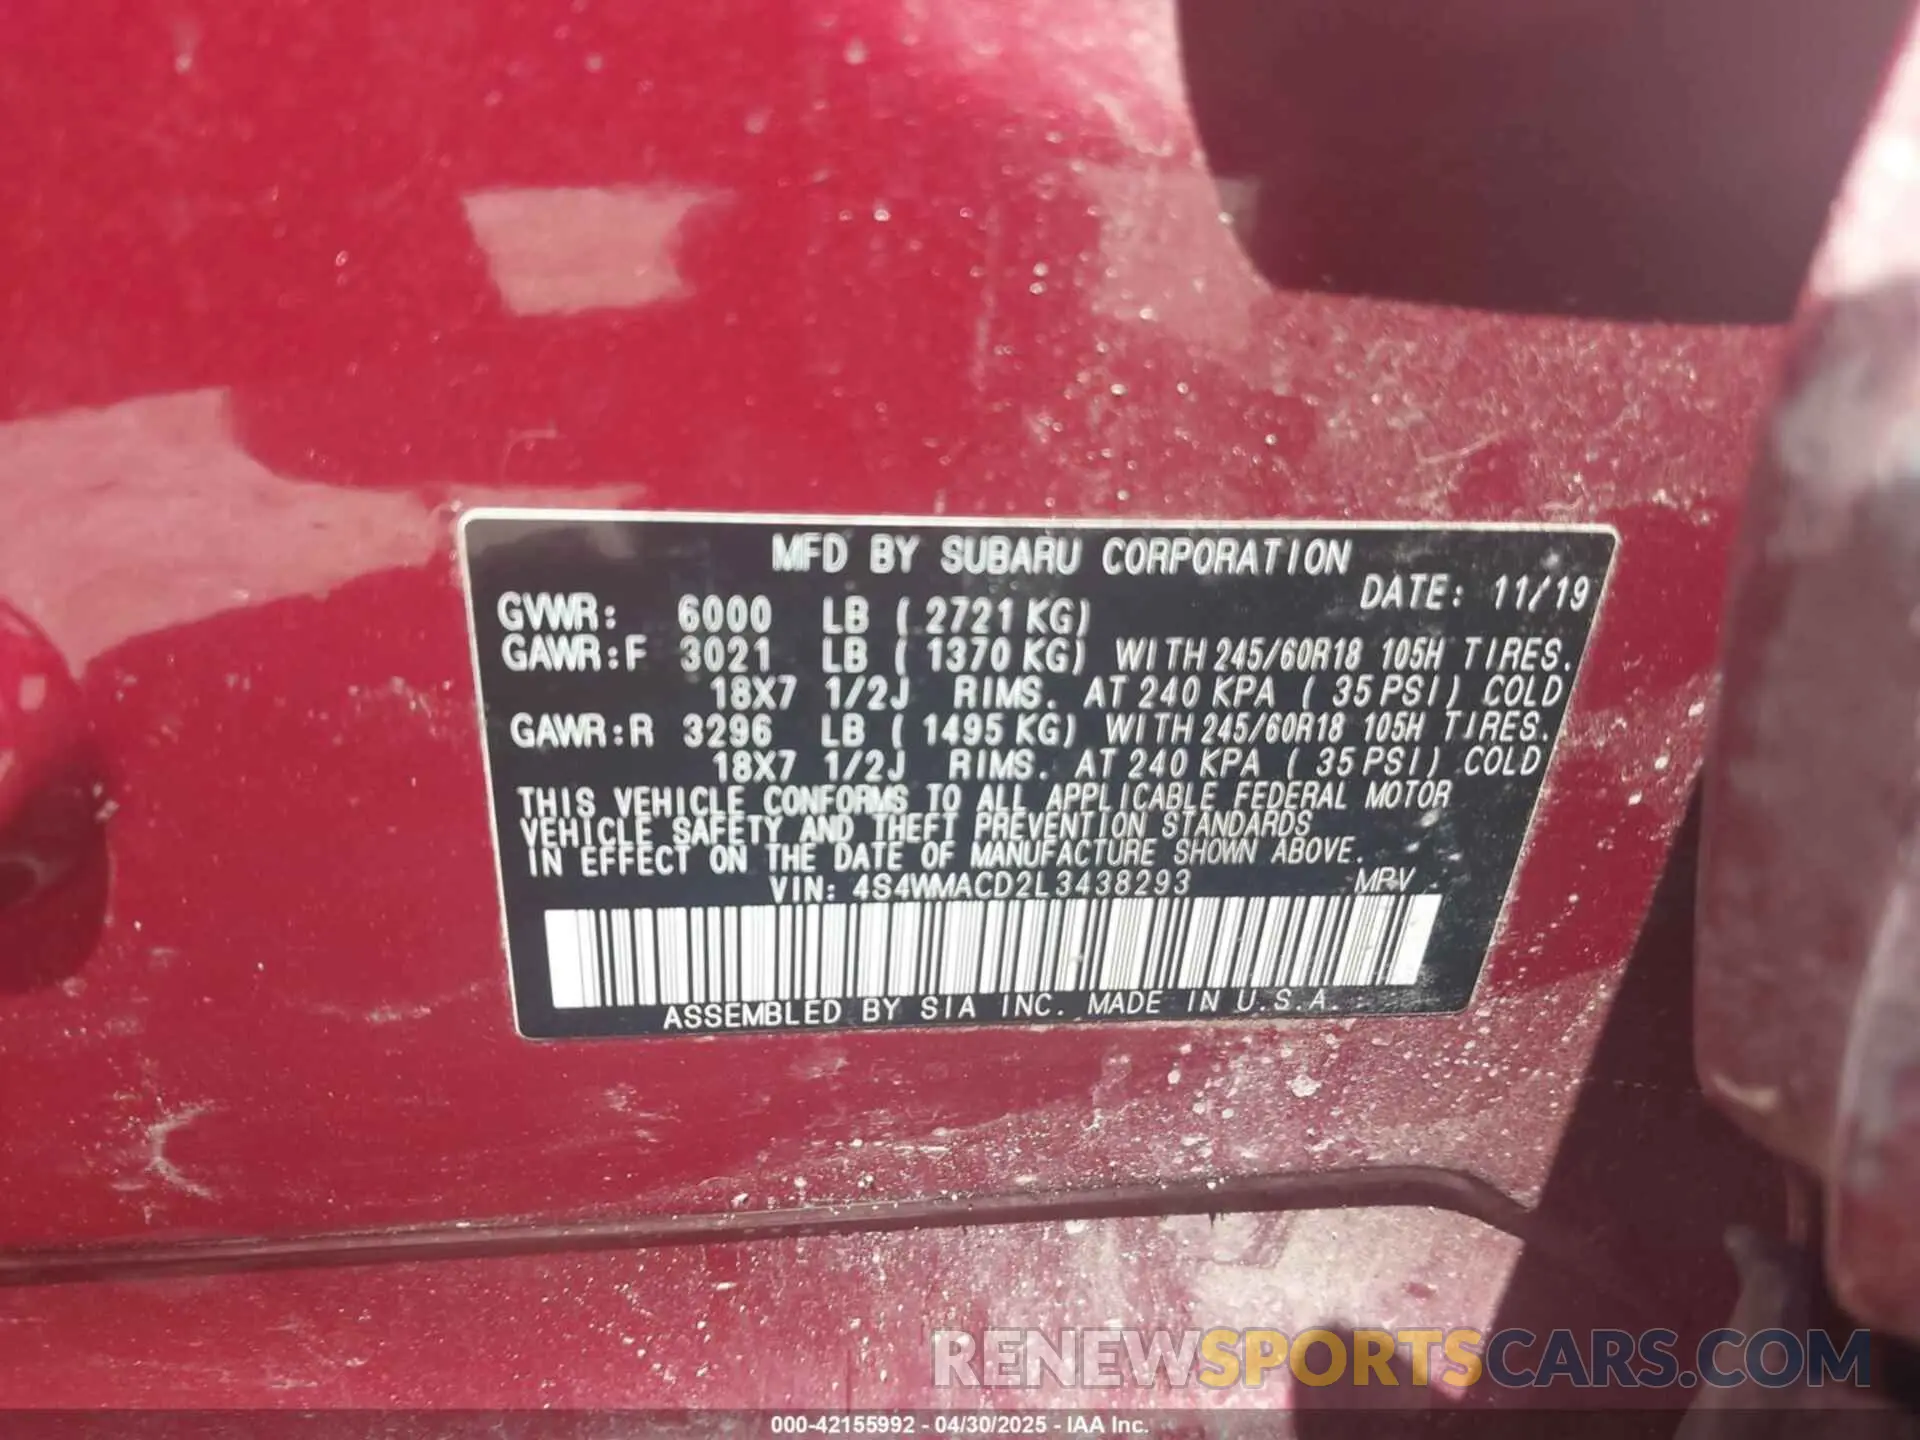 MFD BY SUBARU CORPORATION
DATE: 11/19
GVWR: 6000 LB ( 2721 KG)
GAWR:F 3021 LB ( 1370 KG) WITH 245/60R18 105H TIRES.
18X7 1/2J RIMS. AT 240 KPA ( 35 PSI) COLD
GAWR:R 3296 LB ( 1495 KG) WITH 245/60R18 105H TIRES.
18X7 1/2J RIMS. AT 240 KPA ( 35 PSI) COLD
THIS VEHICLE CONFORMS TO ALL APPLICABLE FEDERAL MOTOR
VEHICLE SAFETY AND THEFT PREVENTION STANDARDS
IN EFFECT ON THE DATE OF MANUFACTURE SHOWN ABOVE.
VIN: 4S4WMACD2L3438293 MPV
ASSEMBLED BY SIA INC. MADE IN U.S.A.
RENEWSPORTSCARS.COM
000-42155992 - 04/30/2025 - IAA Inc.